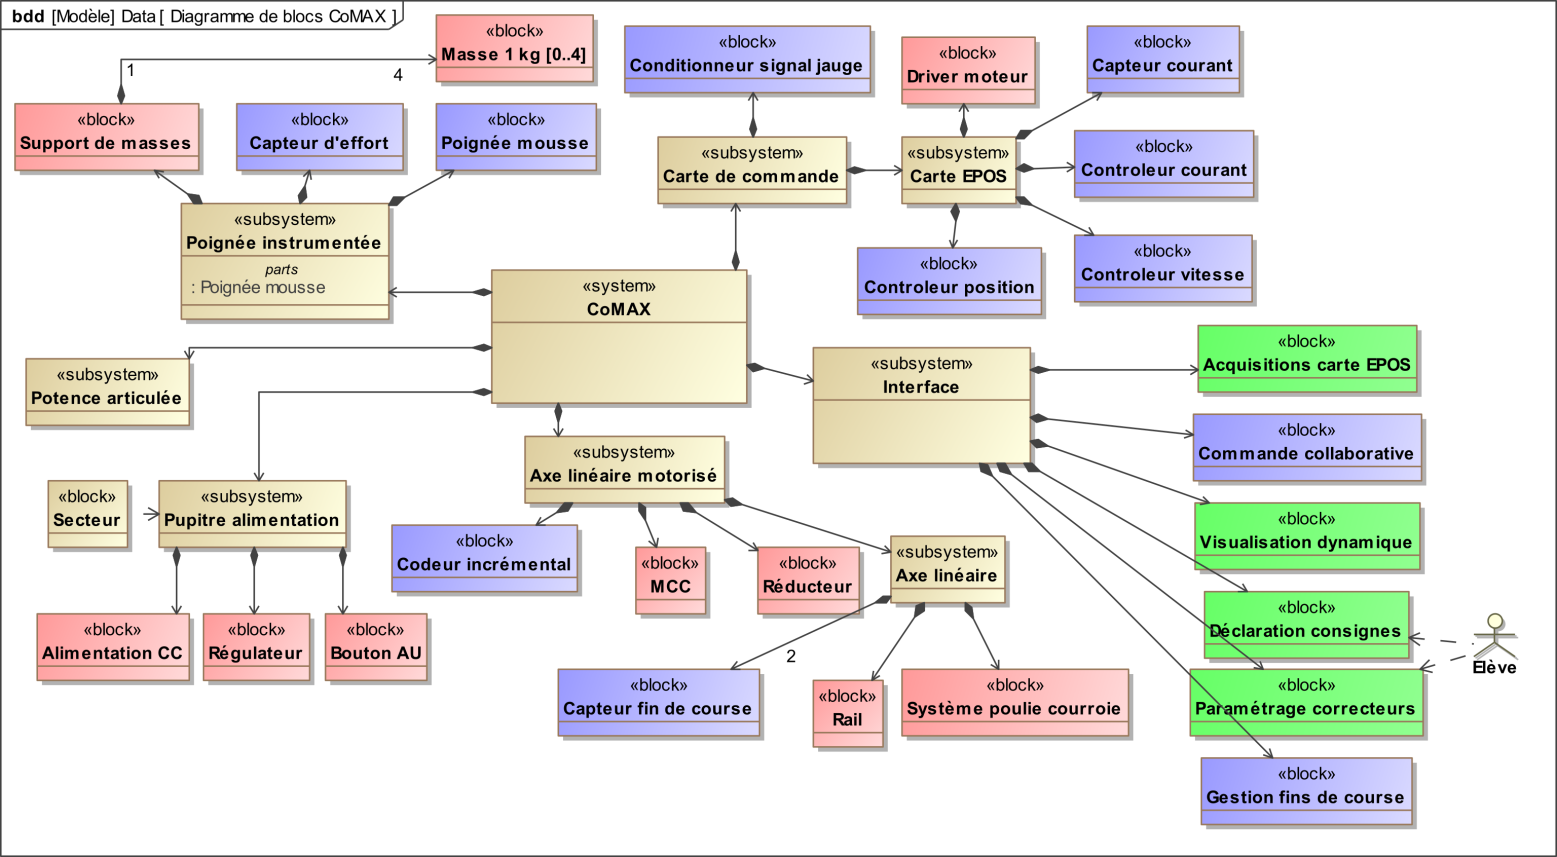 bdd [Modèle] Data [ Diagramme de blocs CoMAX ]
«block»
Masse 1 kg [0..4]
1
4
«block»
Support de masses
«block»
Capteur d'effort
«block»
Poignée mousse
«block»
Conditionneur signal jauge
«block»
Driver moteur
«block»
Capteur courant
«subsystem»
Carte de commande
«subsystem»
Carte EPOS
«block»
Controleur courant
«block»
Controleur position
«block»
Controleur vitesse
«subsystem»
Poignée instrumentée
parts
: Poignée mousse
«system»
CoMAX
«subsystem»
Potence articulée
«subsystem»
Interface
«block»
Acquisitions carte EPOS
«block»
Commande collaborative
«block»
Visualisation dynamique
«block»
Déclaration consignes
«block»
Paramétrage correcteurs
«block»
Gestion fins de course
Elève
«subsystem»
Axe linéaire motorisé
«block»
Secteur
«subsystem»
Pupitre alimentation
«block»
Codeur incrémental
«block»
MCC
«block»
Réducteur
«subsystem»
Axe linéaire
«block»
Alimentation CC
«block»
Régulateur
«block»
Bouton AU
2
«block»
Capteur fin de course
«block»
Rail
«block»
Système poulie courroie